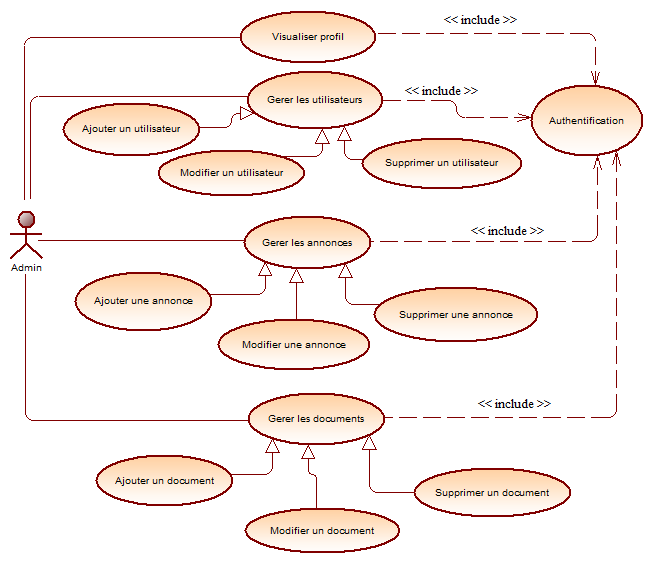 << include >>
Visualiser profil
<< include >>
Gerer les utilisateurs
Authentification
Ajouter un utilisateur
Supprimer un utilisateur
Modifier un utilisateur
<< include >>
Gerer les annonces
Admin
Ajouter une annonce
Supprimer une annonce
Modifier une annonce
<< include >>
Gerer les documents
Ajouter un document
Supprimer un document
Modifier un document